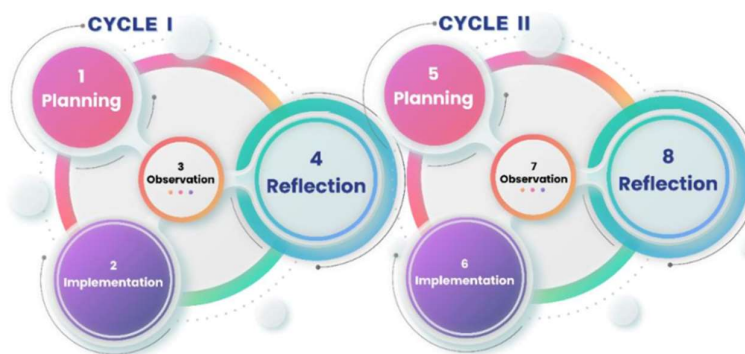 CYCLE I
1
Planning
2
Implementation
3
Observation
4
Reflection
CYCLE II
5
Planning
6
Implementation
7
Observation
8
Reflection